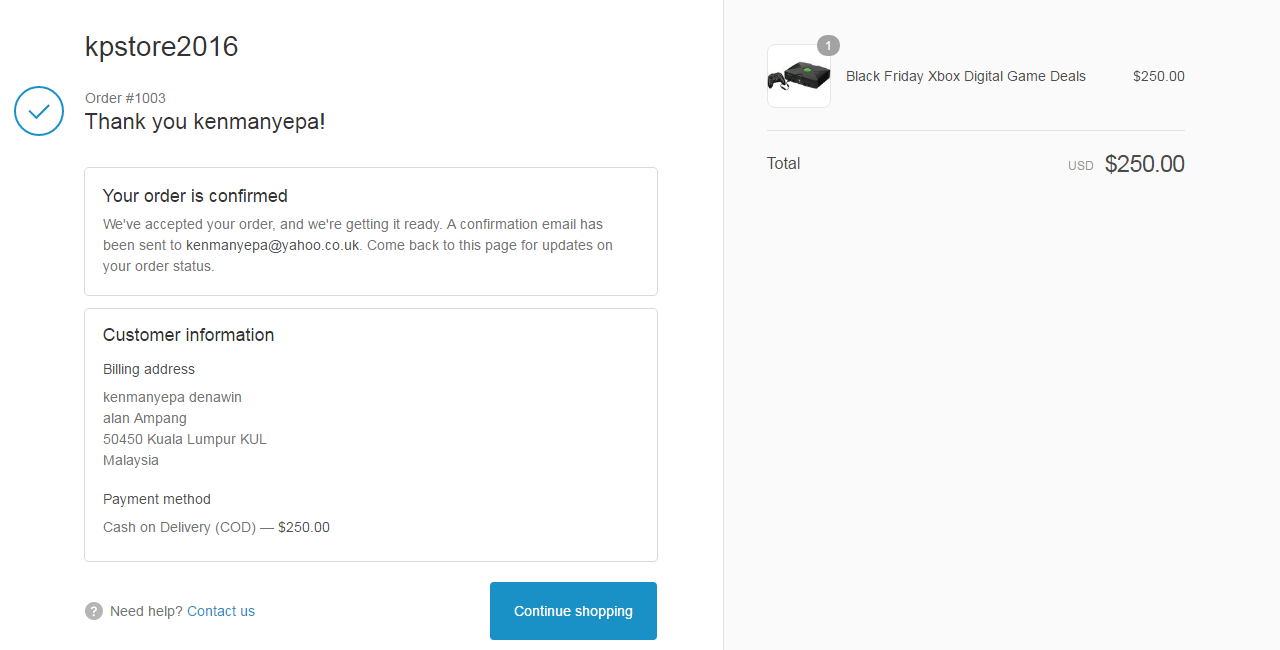 kpstore2016
Order #1003
Thank you kenmanyepa!
Your order is confirmed
We've accepted your order, and we're getting it ready. A confirmation email has
been sent to kenmanyepa@yahoo.co.uk. Come back to this page for updates on
your order status.
Customer information
Billing address
kenmanyepa denawin
alan Ampang
50450 Kuala Lumpur KUL
Malaysia
Payment method
Cash on Delivery (COD) — $250.00
? Need help? Contact us
Continue shopping
1
Black Friday Xbox Digital Game Deals $250.00
Total USD $250.00